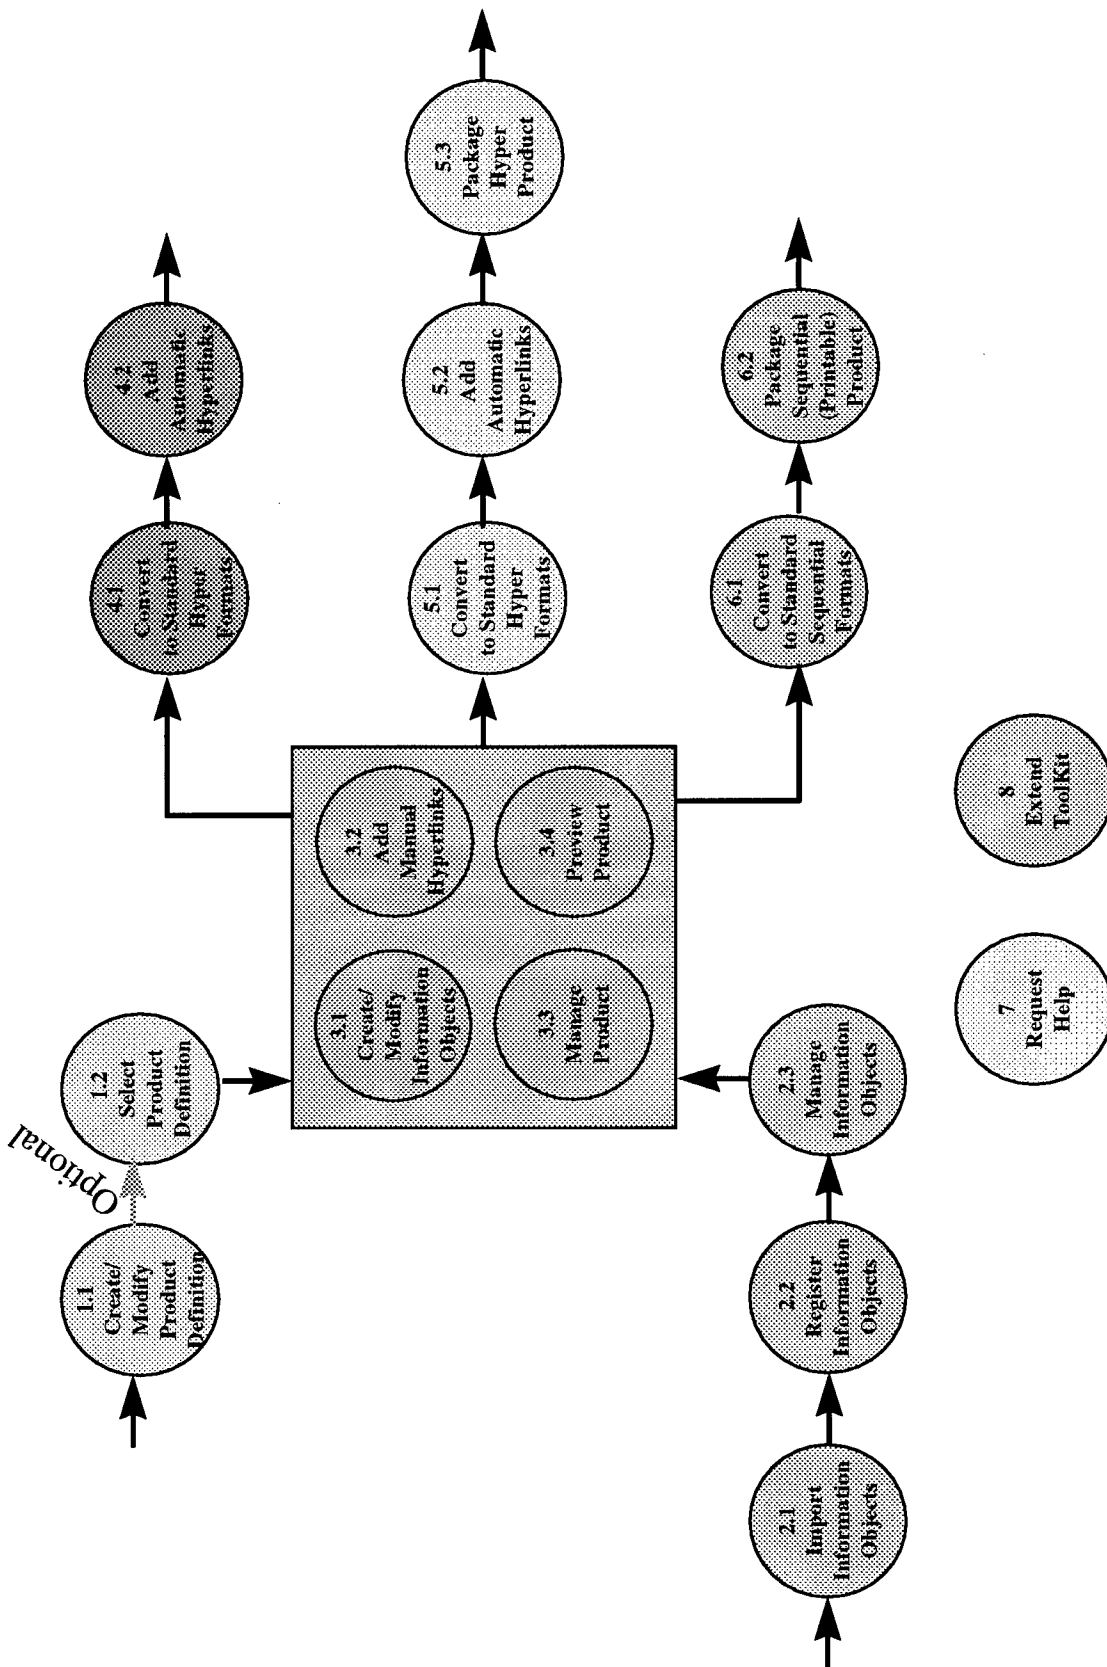 1.1
Create/
Modify
Product
Definition
Optional
1.2
Select
Product
Definition
2.1
Import
Information
Objects
2.2
Register
Information
Objects
2.3
Manage
Information
Objects
3.1
Create/
Modify
Information
Objects
3.2
Add
Manual
Hyperlinks
3.3
Manage
Product
3.4
Preview
Product
4.1
Convert
to Standard
Hyper
Formats
4.2
Add
Automatic
Hyperlinks
5.1
Convert
to Standard
Hyper
Formats
5.2
Add
Automatic
Hyperlinks
5.3
Package
Hyper
Product
6.1
Convert
to Standard
Sequential
Formats
6.2
Package
Sequential
(Printable)
Product
7
Request
Help
8
Extend
ToolKit